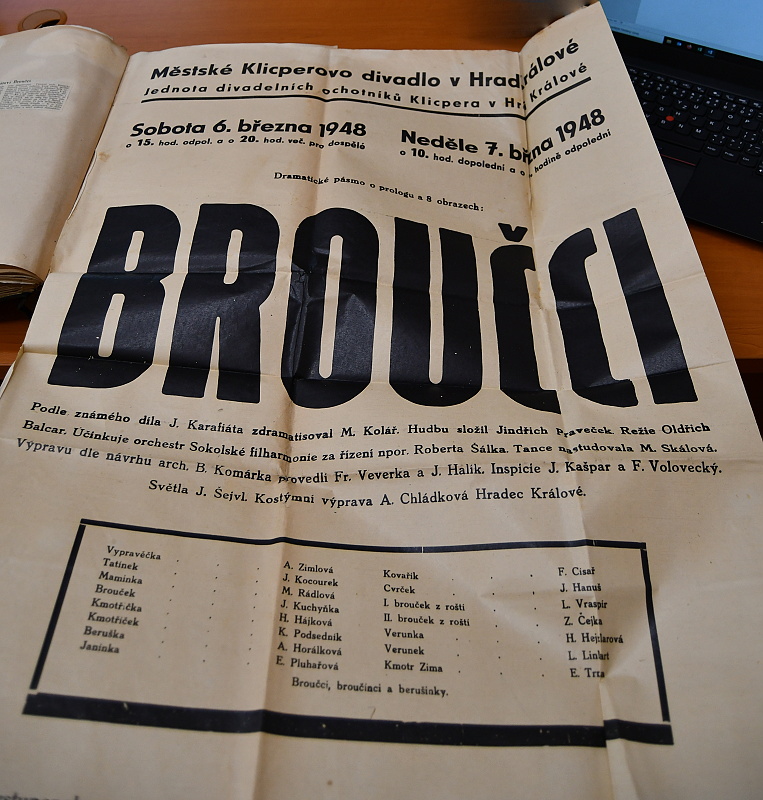 Městské Klicperovo divadlo v Hrad Králové
Jednota divadelních ochotníků Klicpera v Hr Králové
Sobota 6. března 1948
o 15. hod. odpol. a o 20. hod. več. pro dospělé
Neděle 7. března 1948
o 10. hod. dopolední a o hodině odpolední
Dramatické pásmo o prologu a 8 obrazech:
BROUČCI
Podle známého díla J. Karafiáta zdramatisoval M. Kolář. Hudbu složil Jindřich Praveček. Režie Oldřich
Balcar. Účinkuje orchestr Sokolské filharmonie za řízení npor. Roberta Šálka. Tance nastudovala M. Skálová.
Výpravu dle návrhu arch. B. Komárka provedli Fr. Veverka a J. Halík. Inspicie J. Kašpar a F. Volovecký.
Světla J. Šejvl. Kostýmní výprava A. Chládková Hradec Králové.
Vypravěčka . . . A. Zimlová
Tatínek . . . J. Kocourek
Maminka . . . M. Rádlová
Brouček . . . J. Kuchyňka
Kmotřička . . . H. Hájková
Kmotříček . . . K. Podsedník
Beruška . . . A. Horálková
Janinka . . . E. Pluhařová
Kovařík . . . F. Cisař
Cvrček . . . J. Hanuš
I. brouček z roští . . L. Vraspír
II. brouček z roští . . Z. Čejka
Verunka . . . H. Hejdlarová
Verunek . . . L. Linhart
Kmotr Zima . . . E. Trta
Broučci, broučinci a berušinky.